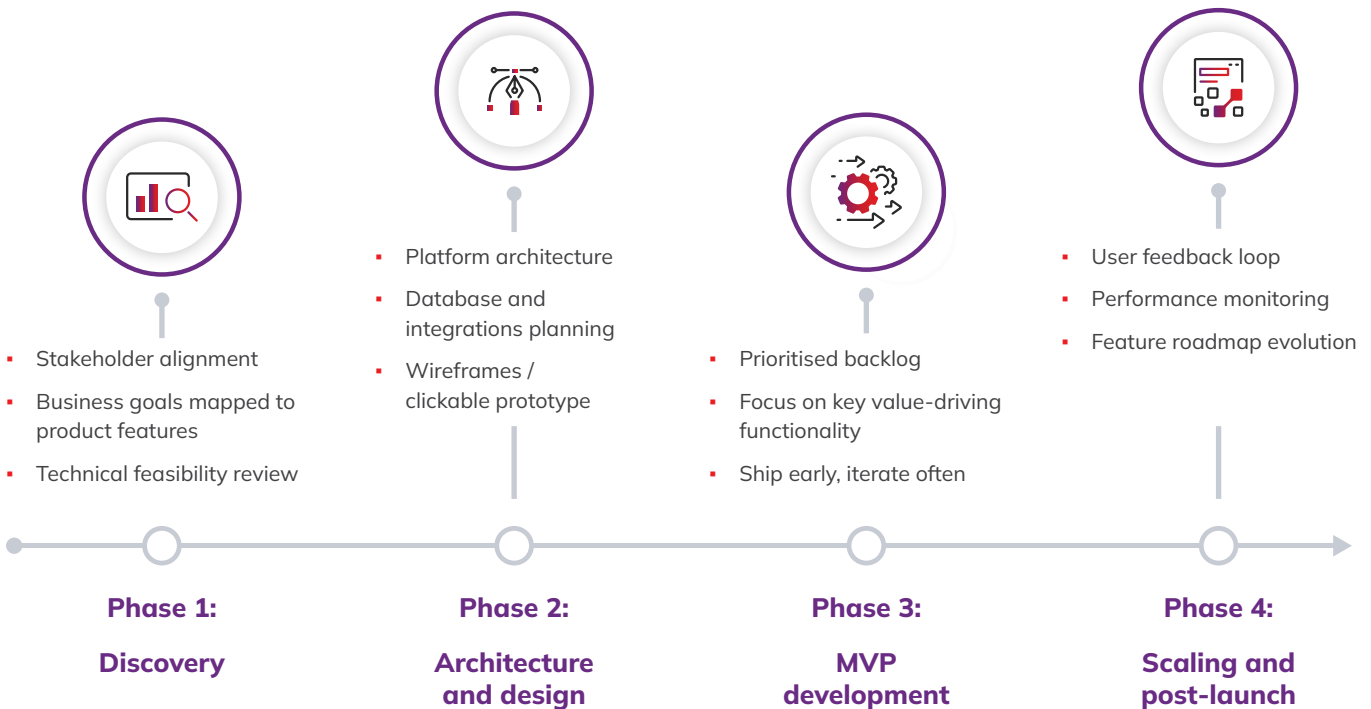 Stakeholder alignment
Business goals mapped to
product features
Technical feasibility review
Phase 1:
Discovery
Platform architecture
Database and
integrations planning
Wireframes /
clickable prototype
Phase 2:
Architecture
and design
Prioritised backlog
Focus on key value-driving
functionality
Ship early, iterate often
Phase 3:
MVP
development
User feedback loop
Performance monitoring
Feature roadmap evolution
Phase 4:
Scaling and
post-launch